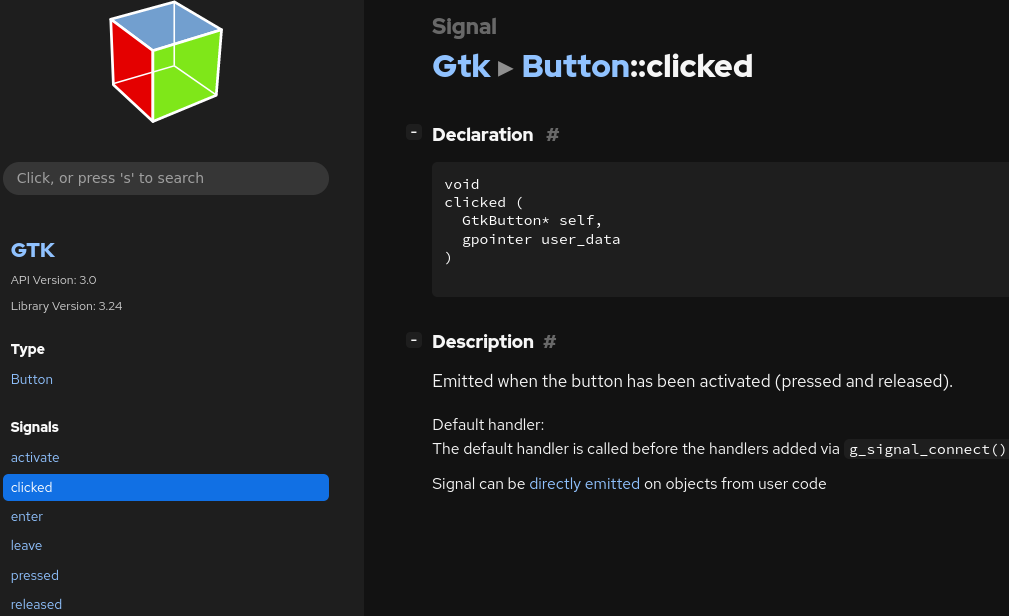 Click, or press 's' to search
GTK
API Version: 3.0
Library Version: 3.24
Type
Button
Signals
activate
clicked
enter
leave
pressed
released
Signal
Gtk ▸ Button::clicked
- Declaration #
void
clicked (
  GtkButton* self,
  gpointer user_data
)
- Description #
Emitted when the button has been activated (pressed and released).
Default handler:
The default handler is called before the handlers added via g_signal_connect()
Signal can be directly emitted on objects from user code